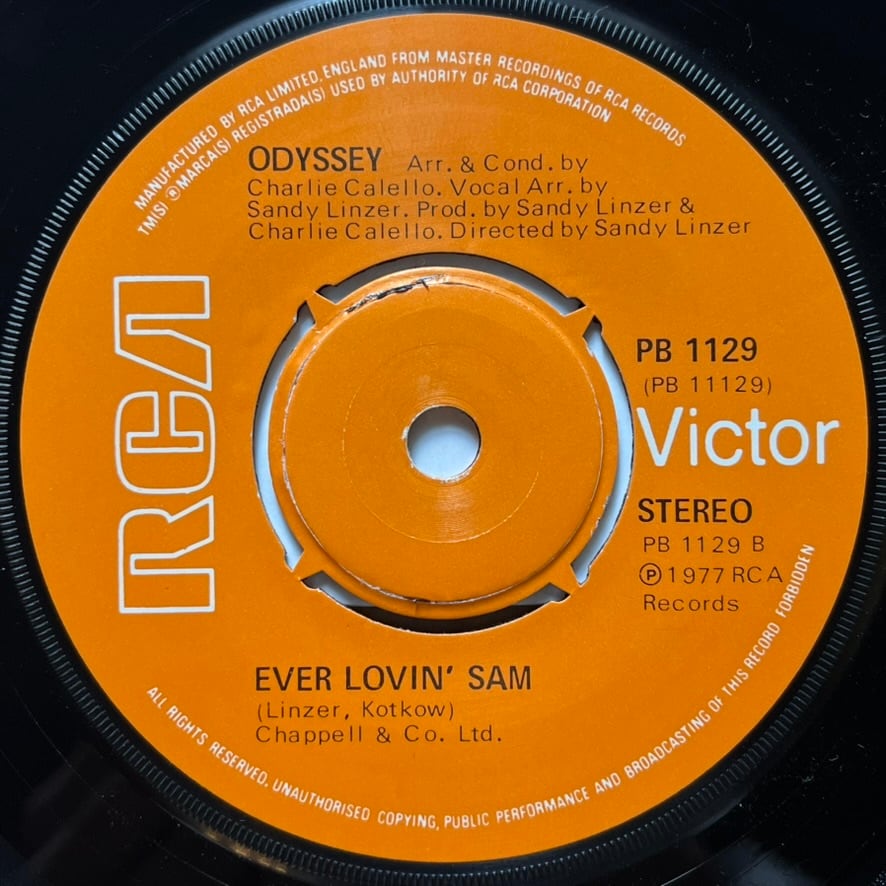 MANUFACTURED BY RCA LIMITED, ENGLAND FROM MASTER RECORDINGS OF RCA RECORDS
TM(S) ® MARCA(S) REGISTRADA(S) USED BY AUTHORITY OF RCA CORPORATION
ODYSSEY Arr. & Cond. by
Charlie Calello. Vocal Arr. by
Sandy Linzer. Prod. by Sandy Linzer &
Charlie Calello. Directed by Sandy Linzer
RCA
PB 1129
(PB 11129)
Victor
STEREO
PB 1129 B
℗ 1977 RCA
Records
EVER LOVIN' SAM
(Linzer, Kotkow)
Chappell & Co. Ltd.
ALL RIGHTS RESERVED. UNAUTHORISED COPYING, PUBLIC PERFORMANCE AND BROADCASTING OF THIS RECORD FORBIDDEN